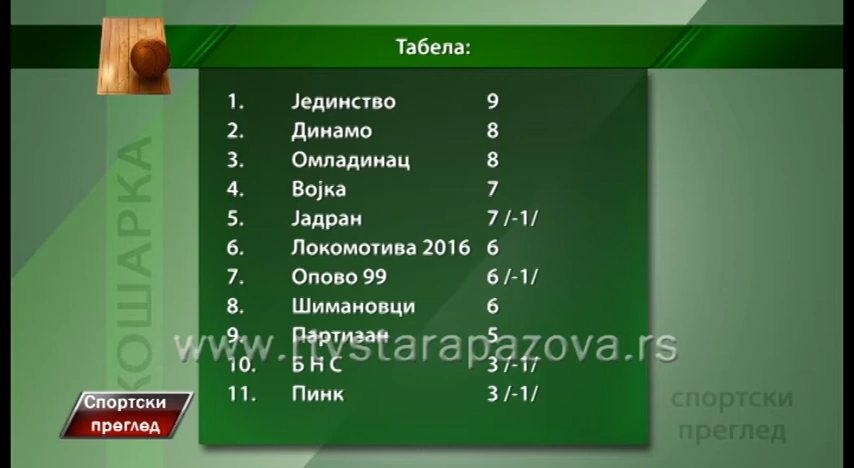 Табела:
1. Јединство 9
2. Динамо 8
3. Омладинац 8
4. Војка 7
5. Јадран 7 /-1/
6. Локомотива 2016 6
7. Опово 99 6 /-1/
8. Шимановци 6
9. Партизан 5
www.rtvstarapazova.rs
10. Б Н С 3 /-1/
11. Пинк 3 /-1/
КОШАРКА
Спортски
преглед
спортски
преглед